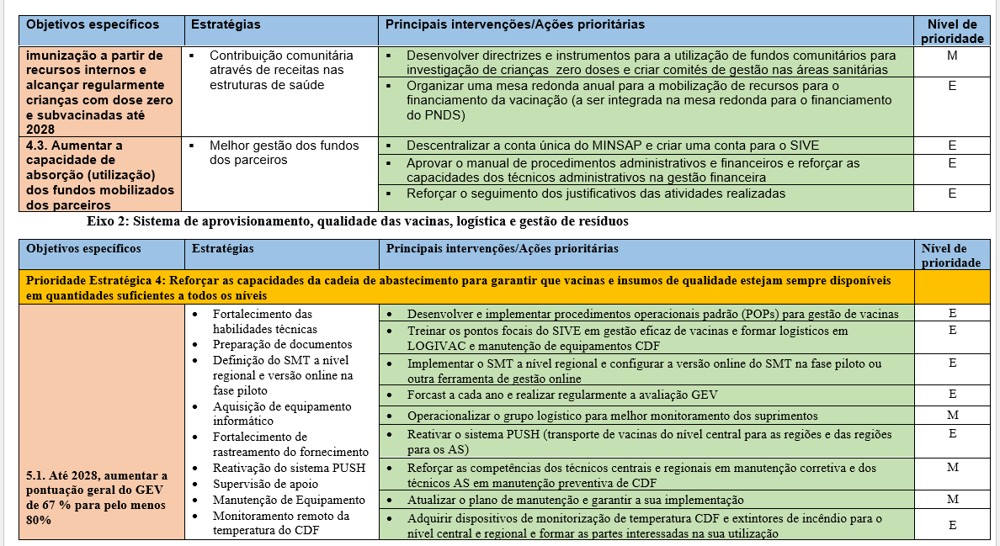 Objetivos específicos
Estratégias
Principais intervenções/Ações prioritárias
Nível de
prioridade
imunização a partir de
recursos internos e
alcançar regularmente
crianças com dose zero
e subvacinadas até
2028
▪ Contribuição comunitária
através de receitas nas
estruturas de saúde
▪ Desenvolver directrizes e instrumentos para a utilização de fundos comunitários para
investigação de crianças zero doses e criar comités de gestão nas áreas sanitárias
M
▪ Organizar uma mesa redonda anual para a mobilização de recursos para o
financiamento da vacinação (a ser integrada na mesa redonda para o financiamento
do PNDS)
E
4.3. Aumentar a
capacidade de
absorção (utilização)
dos fundos mobilizados
dos parceiros
▪ Melhor gestão dos fundos
dos parceiros
▪ Descentralizar a conta única do MINSAP e criar uma conta para o SIVE
E
▪ Aprovar o manual de procedimentos administrativos e financeiros e reforçar as
capacidades dos técnicos administrativos na gestão financeira
E
▪ Reforçar o seguimento dos justificativos das atividades realizadas
E
Eixo 2: Sistema de aprovisionamento, qualidade das vacinas, logística e gestão de resíduos
Objetivos específicos
Estratégias
Principais intervenções/Ações prioritárias
Nível de
prioridade
Prioridade Estratégica 4: Reforçar as capacidades da cadeia de abastecimento para garantir que vacinas e insumos de qualidade estejam sempre disponíveis
em quantidades suficientes a todos os níveis
5.1. Até 2028, aumentar a
pontuação geral do GEV
de 67 % para pelo menos
80%
• Fortalecimento das
habilidades técnicas
• Preparação de documentos
• Definição do SMT a nível
regional e versão online na
fase piloto
• Aquisição de equipamento
informático
• Fortalecimento de
rastreamento do fornecimento
• Reativação do sistema PUSH
• Supervisão de apoio
• Manutenção de Equipamento
• Monitoramento remoto da
temperatura do CDF
• Desenvolver e implementar procedimentos operacionais padrão (POPs) para gestão de vacinas
E
• Treinar os pontos focais do SIVE em gestão eficaz de vacinas e formar logísticos em
LOGIVAC e manutenção de equipamentos CDF
E
• Implementar o SMT a nível regional e configurar a versão online do SMT na fase piloto ou
outra ferramenta de gestão online
E
• Forcast a cada ano e realizar regularmente a avaliação GEV
E
• Operacionalizar o grupo logístico para melhor monitoramento dos suprimentos
M
• Reativar o sistema PUSH (transporte de vacinas do nível central para as regiões e das regiões
para os AS)
E
• Reforçar as competências dos técnicos centrais e regionais em manutenção corretiva e dos
técnicos AS em manutenção preventiva de CDF
M
• Atualizar o plano de manutenção e garantir a sua implementação
M
• Adquirir dispositivos de monitorização de temperatura CDF e extintores de incêndio para o
nível central e regional e formar as partes interessadas na sua utilização
E